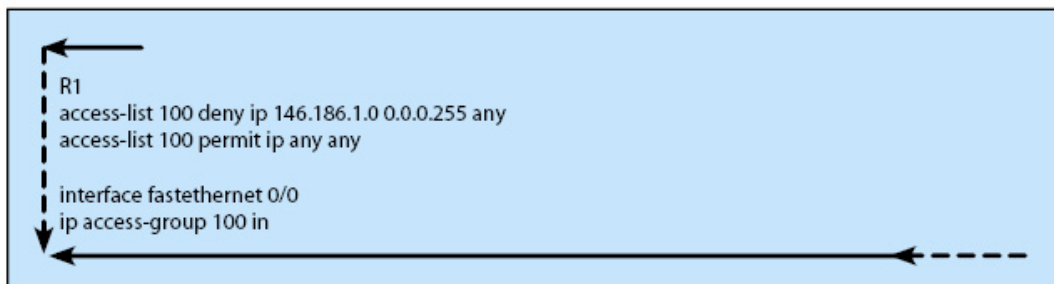 R1
access-list 100 deny ip 146.186.1.0 0.0.0.255 any
access-list 100 permit ip any any
interface fastethernet 0/0
ip access-group 100 in